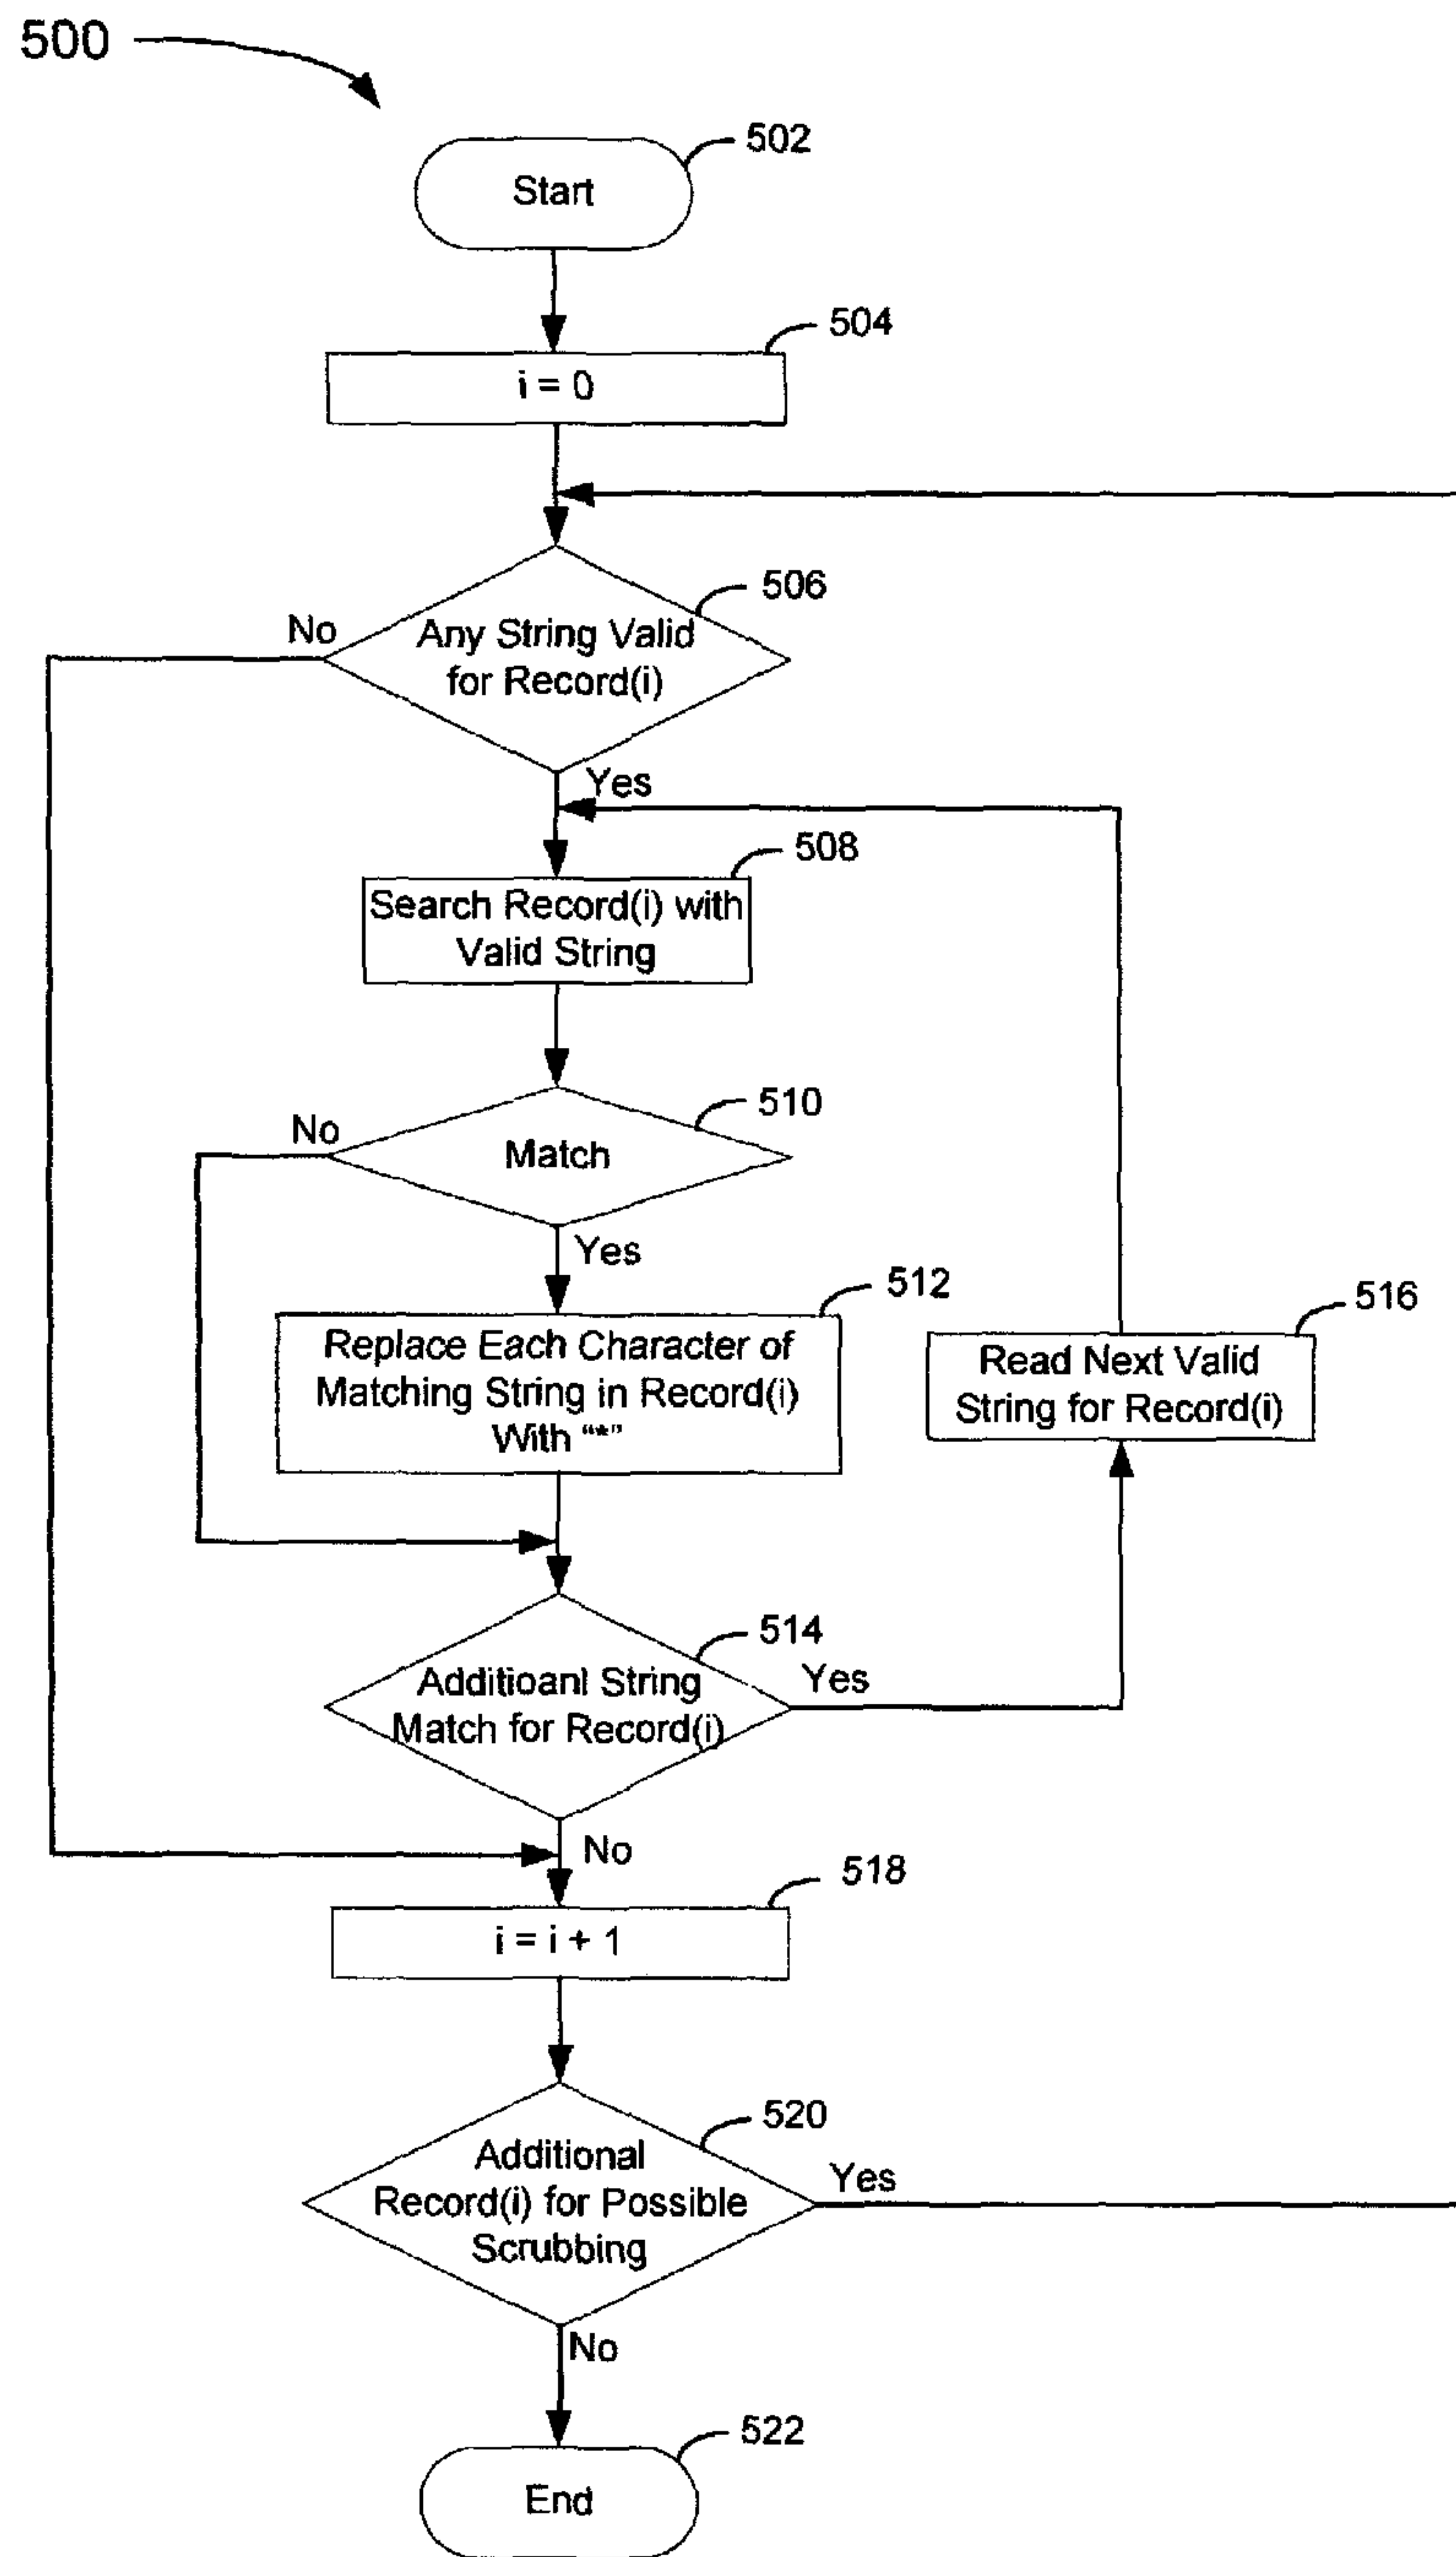 500
502
Start
504
i = 0
506
No
Any String Valid
for Record(i)
Yes
508
Search Record(i) with
Valid String
510
No
Match
Yes
512
Replace Each Character of
Matching String in Record(i)
With “*”
516
Read Next Valid
String for Record(i)
514
Additioanl String
Match for Record(i)
Yes
No
518
i = i + 1
520
Additional
Record(i) for Possible
Scrubbing
Yes
No
522
End